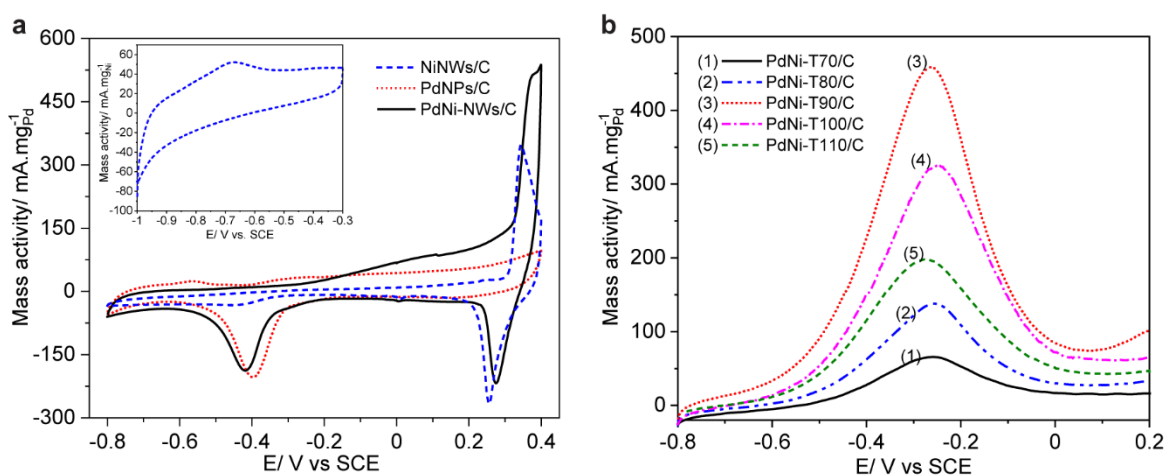 a
600
450
300
150
0
-150
-300
Mass activity/ mA.mg⁻¹Pd
-0.8 -0.6 -0.4 -0.2 0 0.2 0.4
E/ V vs SCE
60
40
20
0
-20
-40
-60
-80
-100
Mass activity/ mA.mg⁻¹Ni
-1 -0.9 -0.8 -0.7 -0.6 -0.5 -0.4 -0.3
E/ V vs. SCE
NiNWs/C
PdNPs/C
PdNi-NWs/C
b
500
400
300
200
100
0
Mass activity/ mA.mg⁻¹Pd
-0.8 -0.6 -0.4 -0.2 0 0.2
E/ V vs SCE
(1) PdNi-T70/C
(2) PdNi-T80/C
(3) PdNi-T90/C
(4) PdNi-T100/C
(5) PdNi-T110/C
(3)
(4)
(5)
(2)
(1)